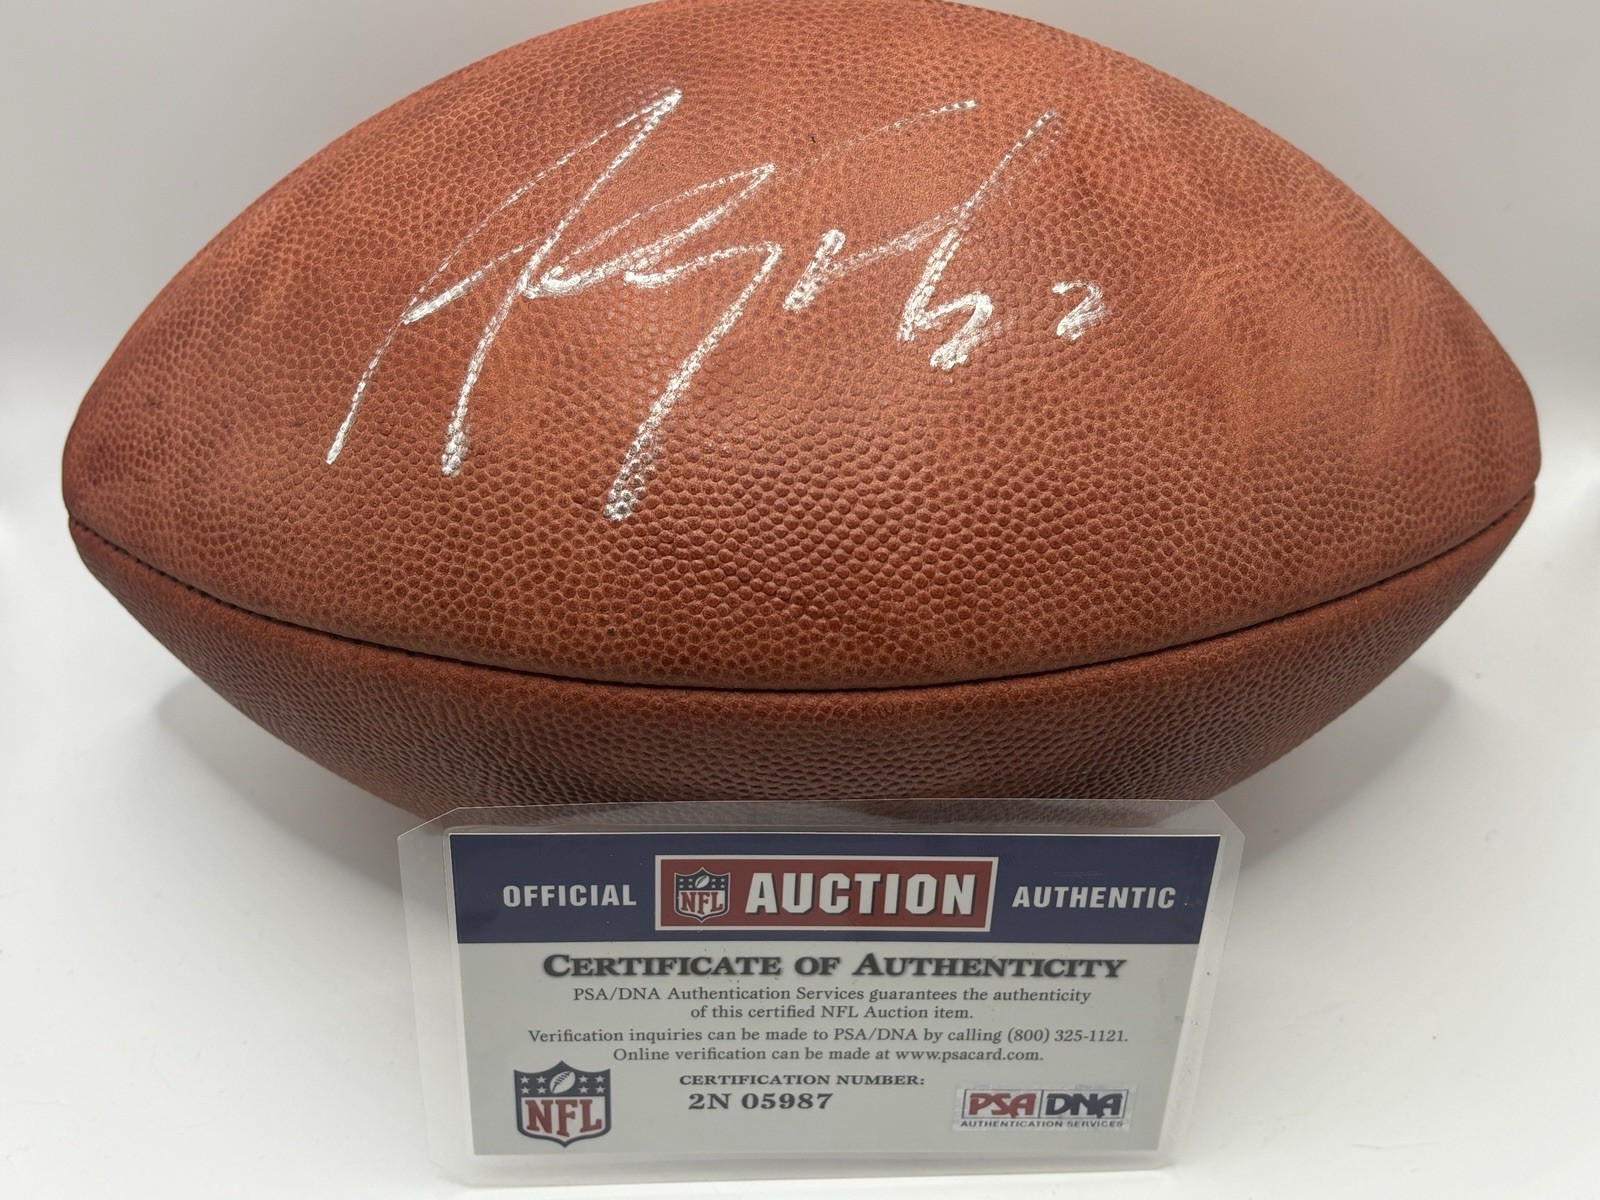 OFFICIAL NFL AUCTION AUTHENTIC
CERTIFICATE OF AUTHENTICITY
PSA/DNA Authentication Services guarantees the authenticity
of this certified NFL Auction item.
Verification inquiries can be made to PSA/DNA by calling (800) 325-1121.
Online verification can be made at www.psacard.com.
CERTIFICATION NUMBER:
2N 05987
NFL
PSA DNA
AUTHENTICATION SERVICES